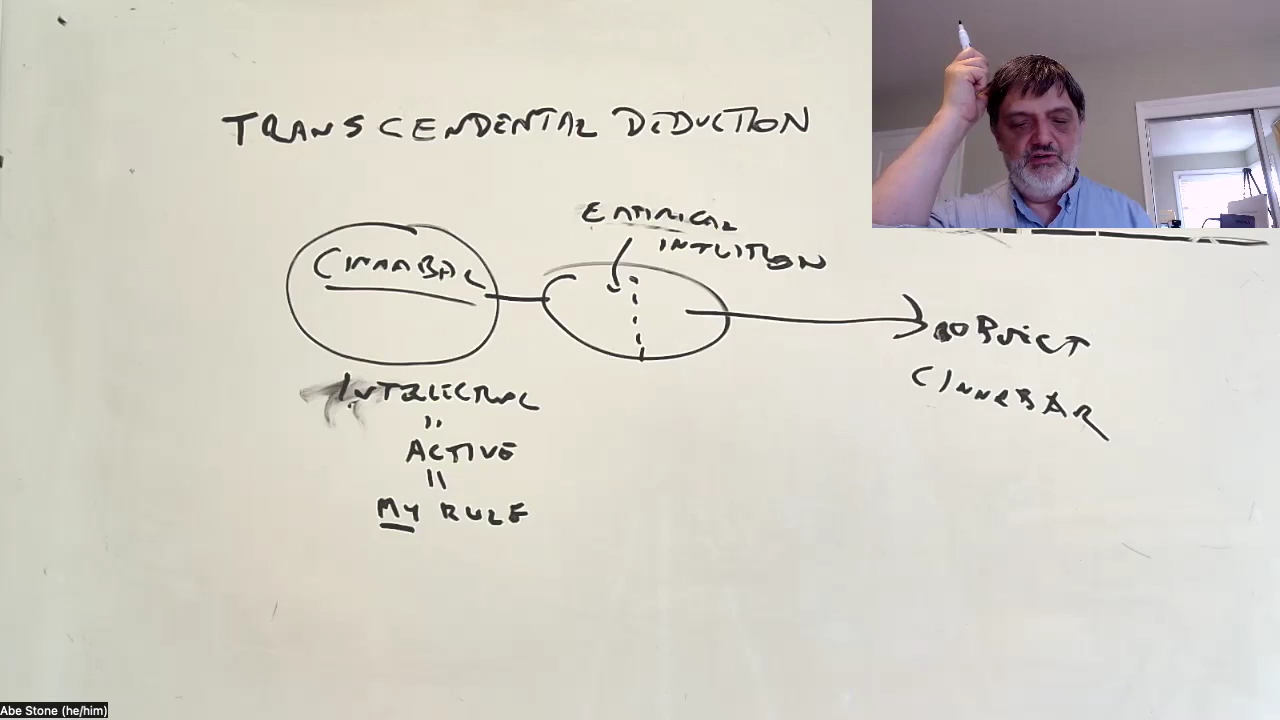 TRANSCENDENTAL DEDUCTION
EMPIRICAL
INTUITION
CINNABAR
OBJECT
CINNABAR
INTELLECTUAL
"
ACTIVE
"
MY RULE
Abe Stone (he/him)